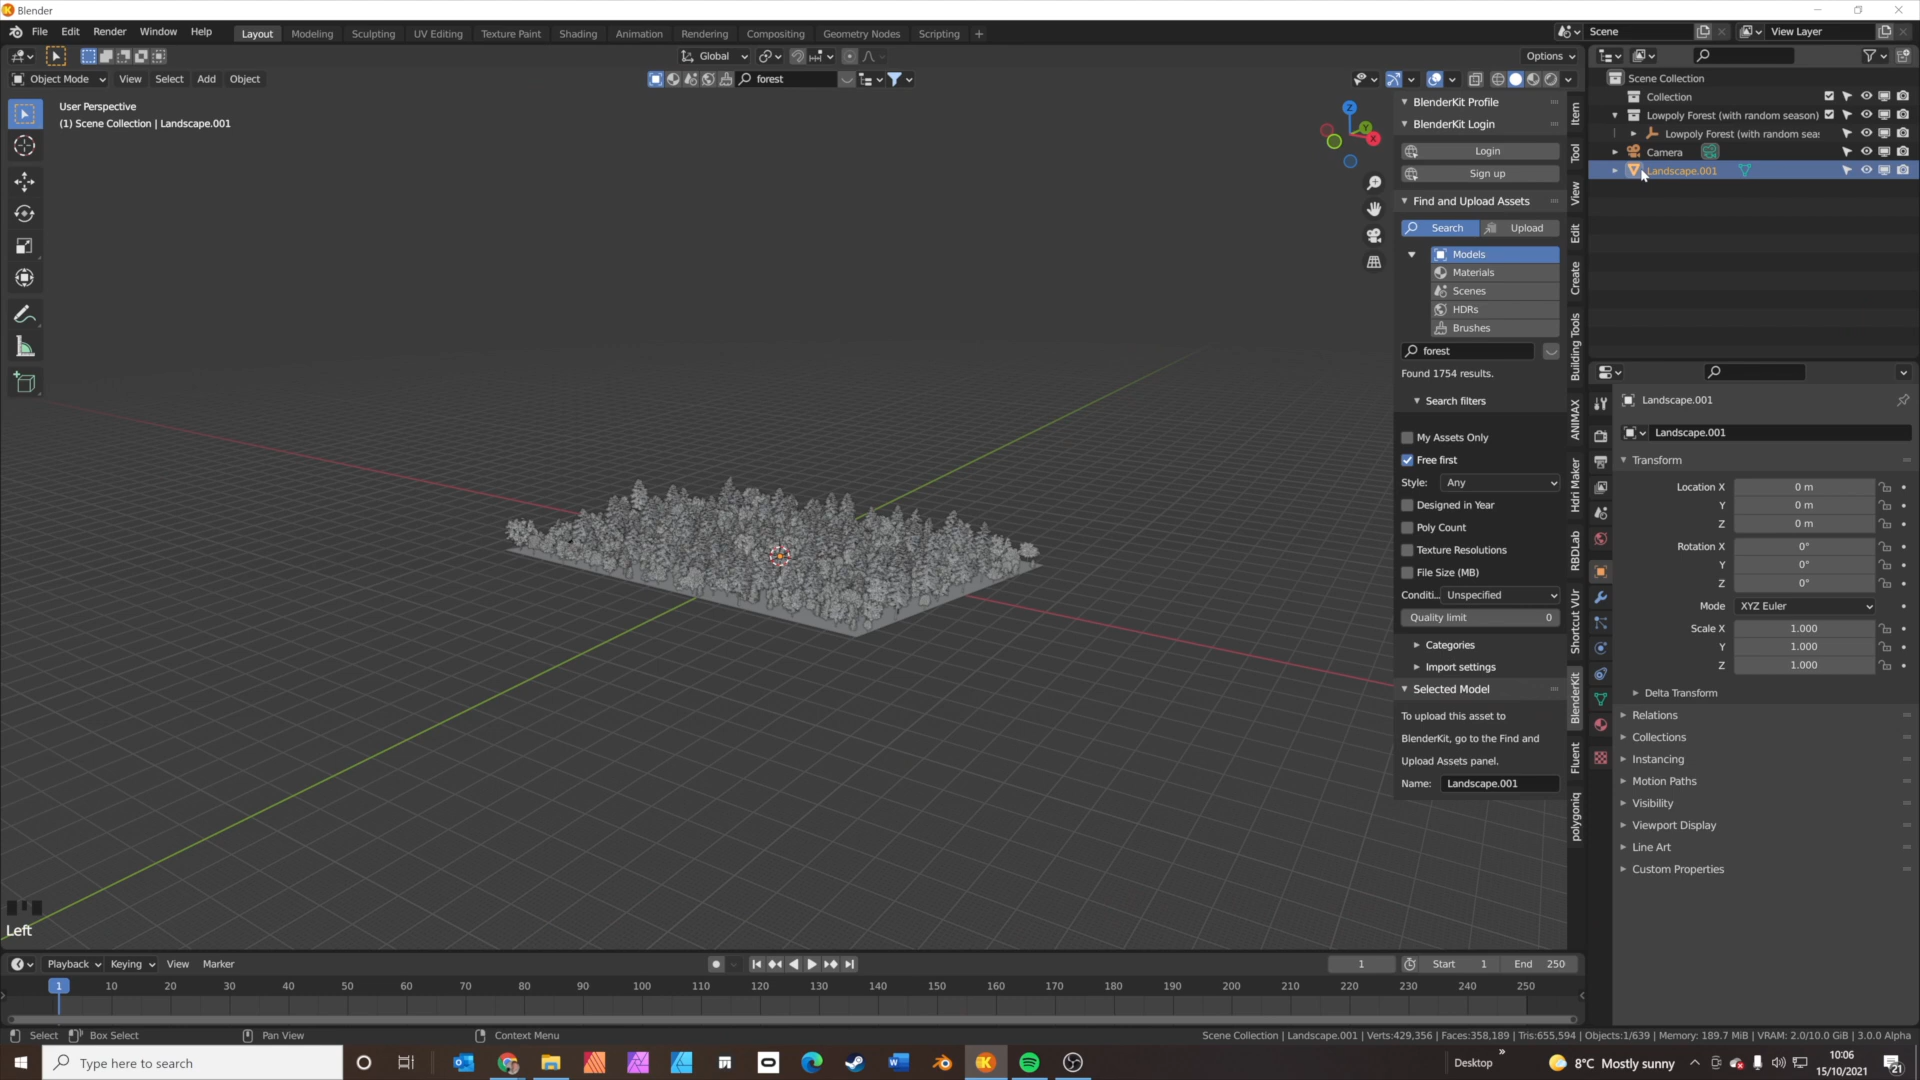 Blender
File Edit Render Window Help Layout Modeling Sculpting UV Editing Texture Paint Shading Animation Rendering Compositing Geometry Nodes Scripting + Scene View Layer
Global Options
Object Mode View Select Add Object forest
User Perspective
(1) Scene Collection | Landscape.001
Z
Y
X
Left
BlenderKit Profile
BlenderKit Login
Login
Sign up
Find and Upload Assets
Search Upload
Models
Materials
Scenes
HDRs
Brushes
forest
Found 1754 results.
Search filters
My Assets Only
Free first
Style: Any
Designed in Year
Poly Count
Texture Resolutions
File Size (MB)
Conditi.. Unspecified
Quality limit 0
Categories
Import settings
Selected Model
To upload this asset to
BlenderKit, go to the Find and
Upload Assets panel.
Name: Landscape.001
Item
Tool
View
Edit
Create
Building Tools
ANIMAX
Hdri Maker
RBDLab
Shortcut VUr
BlenderKit
Fluent
polygoniq
Scene Collection
Collection
Lowpoly Forest (with random season)
Lowpoly Forest (with random sea
Camera
Landscape.001
Landscape.001
Landscape.001
Transform
Location X 0 m
Y 0 m
Z 0 m
Rotation X 0°
Y 0°
Z 0°
Mode XYZ Euler
Scale X 1.000
Y 1.000
Z 1.000
Delta Transform
Relations
Collections
Instancing
Motion Paths
Visibility
Viewport Display
Line Art
Custom Properties
Playback Keying View Marker 1 Start 1 End 250
1 10 20 30 40 50 60 70 80 90 100 110 120 130 140 150 160 170 180 190 200 210 220 230 240 250
Select Box Select Pan View Context Menu Scene Collection | Landscape.001 | Verts:429,356 | Faces:358,189 | Tris:655,594 | Objects:1/639 | Memory: 189.7 MiB | VRAM: 2.0/10.0 GiB | 3.0.0 Alpha
Type here to search Desktop 8°C Mostly sunny 10:06
15/10/2021
21